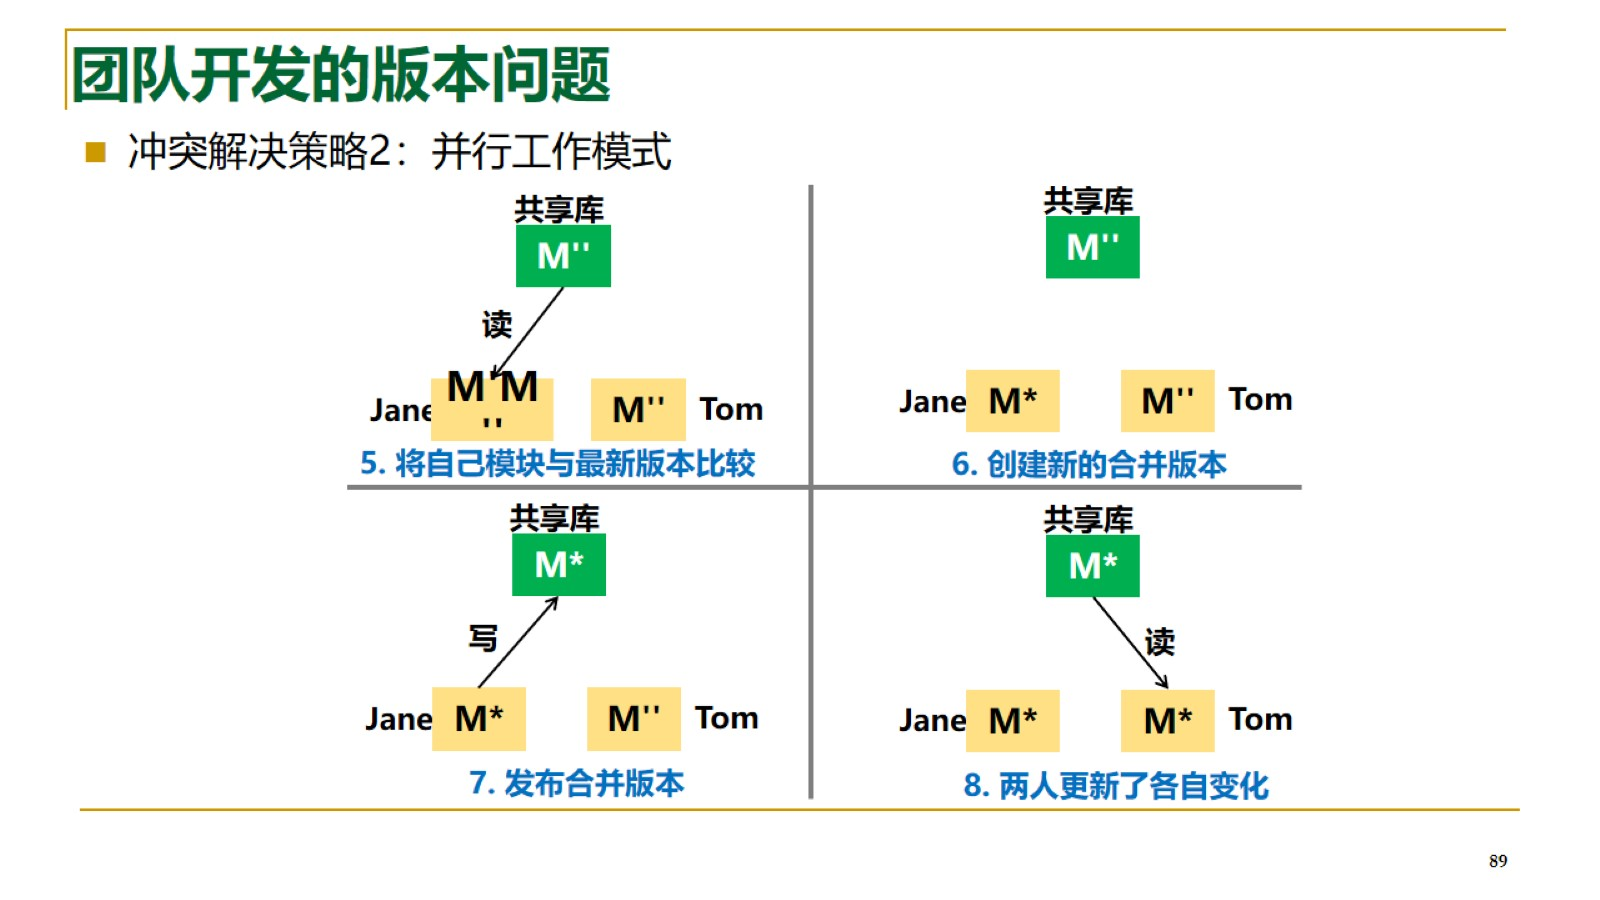 团队开发的版本问题
冲突解决策略2：并行工作模式
共享库
M''
读
Jane
M'M
''
M''
Tom
5. 将自己模块与最新版本比较
共享库
M''
Jane
M*
M''
Tom
6. 创建新的合并版本
共享库
M*
写
Jane
M*
M''
Tom
7. 发布合并版本
共享库
M*
读
Jane
M*
M*
Tom
8. 两人更新了各自变化
89